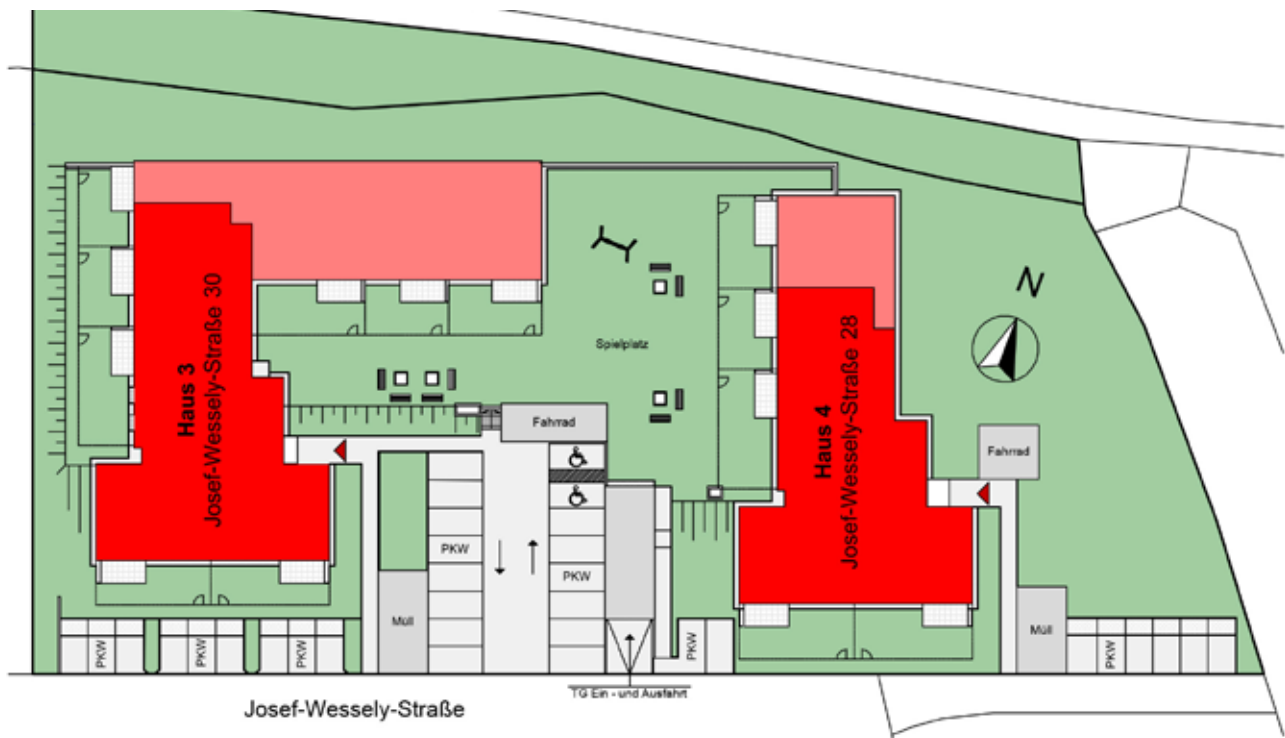 N
Haus 3
Josef-Wessely-Straße 30
Spielplatz
Haus 4
Josef-Wessely-Straße 28
Fahrrad
Fahrrad
PKW
PKW
Müll
Müll
PKW
PKW
PKW
PKW
PKW
TG Ein - und Ausfahrt
Josef-Wessely-Straße